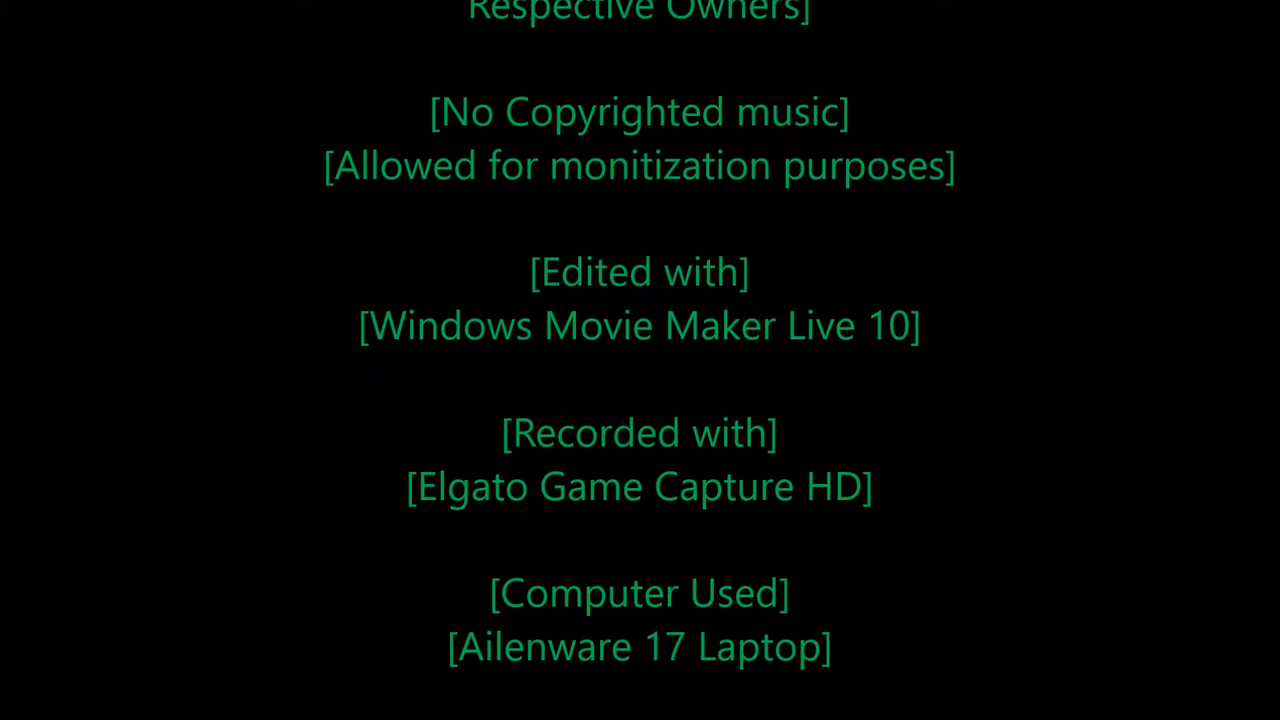 Respective Owners]
[No Copyrighted music]
[Allowed for monitization purposes]
[Edited with]
[Windows Movie Maker Live 10]
[Recorded with]
[Elgato Game Capture HD]
[Computer Used]
[Ailenware 17 Laptop]